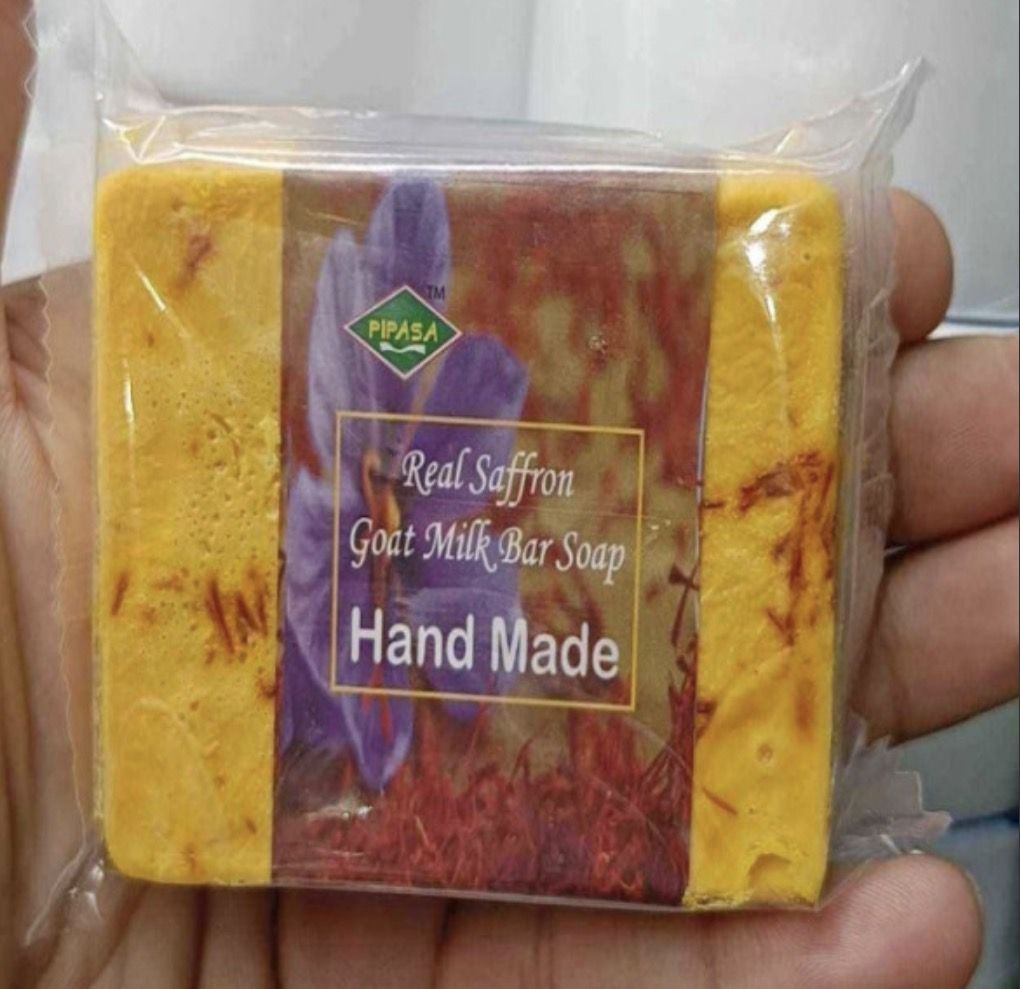 TM
PIPASA
Real Saffron
Goat Milk Bar Soap
Hand Made